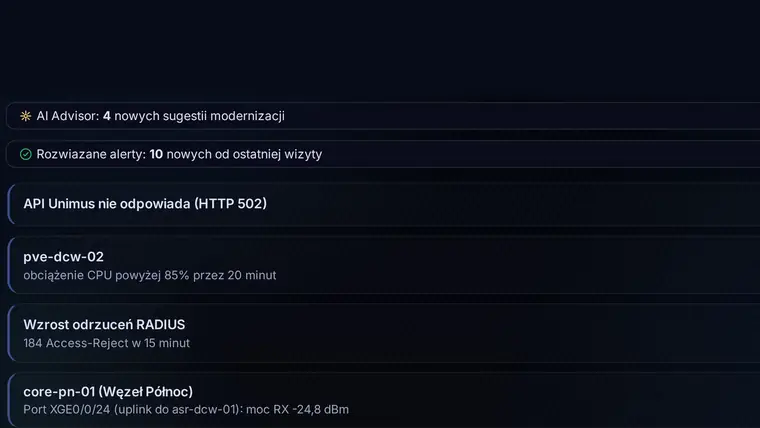 AI Advisor: 4 nowych sugestii modernizacji
Rozwiazane alerty: 10 nowych od ostatniej wizyty
API Unimus nie odpowiada (HTTP 502)
pve-dcw-02
obciążenie CPU powyżej 85% przez 20 minut
Wzrost odrzuceń RADIUS
184 Access-Reject w 15 minut
core-pn-01 (Węzeł Północ)
Port XGE0/0/24 (uplink do asr-dcw-01): moc RX -24,8 dBm